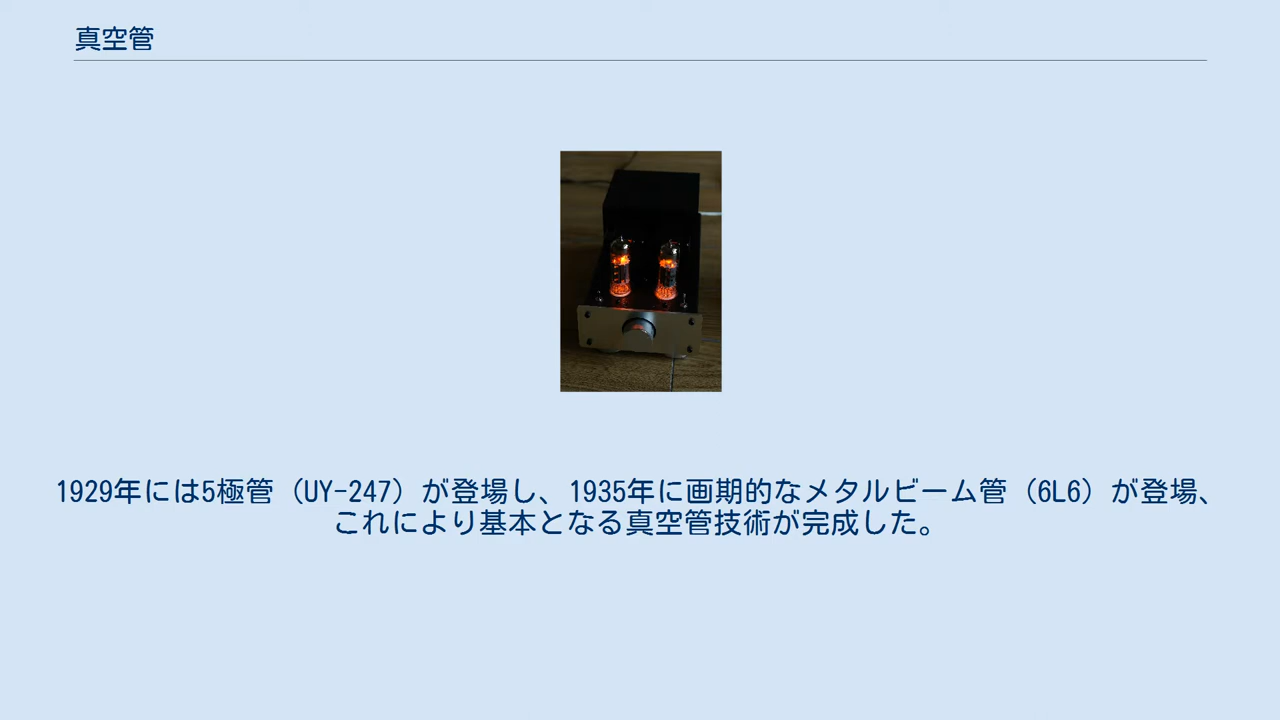 真空管
1929年には5極管（UY-247）が登場し、1935年に画期的なメタルビーム管（6L6）が登場、
これにより基本となる真空管技術が完成した。